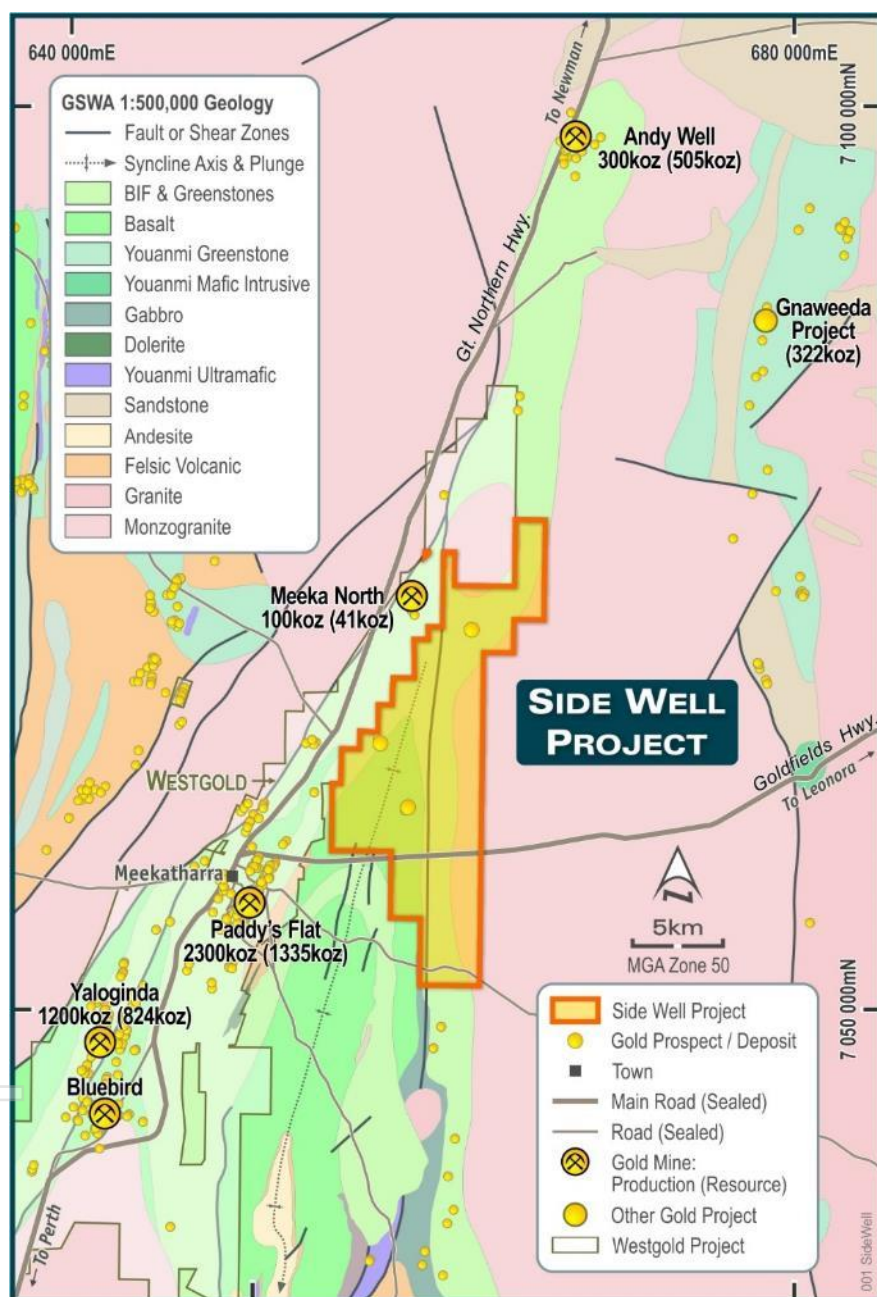 640 000mE
680 000mE
To Newman
7 100 000mN
GSWA 1:500,000 Geology
Fault or Shear Zones
Syncline Axis & Plunge
BIF & Greenstones
Basalt
Youanmi Greenstone
Youanmi Mafic Intrusive
Gabbro
Dolerite
Youanmi Ultramafic
Sandstone
Andesite
Felsic Volcanic
Granite
Monzogranite
Andy Well
300koz (505koz)
Gt. Northern Hwy.
Gnaweeda
Project
(322koz)
Meeka North
100koz (41koz)
SIDE WELL
PROJECT
WESTGOLD
Goldfields Hwy.
To Leonora
Meekatharra
Paddy's Flat
2300koz (1335koz)
N
5km
MGA Zone 50
Yaloginda
1200koz (824koz)
Bluebird
7 050 000mN
Side Well Project
Gold Prospect / Deposit
Town
Main Road (Sealed)
Road (Sealed)
Gold Mine:
Production (Resource)
Other Gold Project
Westgold Project
To Perth
001 SideWell